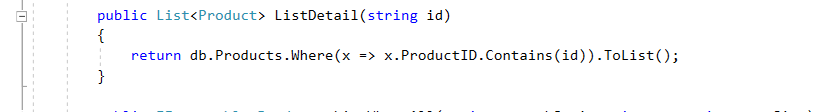 public List<Product> ListDetail(string id)
{
return db.Products.Where(x => x.ProductID.Contains(id)).ToList();
}